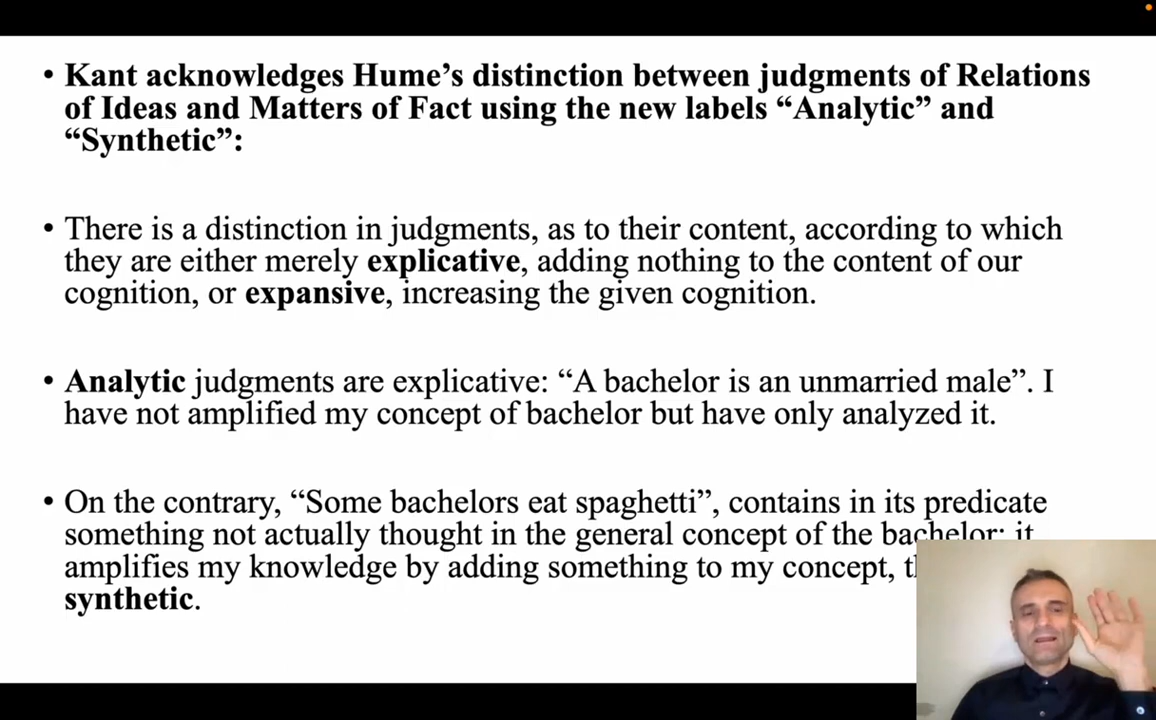 • Kant acknowledges Hume’s distinction between judgments of Relations
of Ideas and Matters of Fact using the new labels “Analytic” and
“Synthetic”:
• There is a distinction in judgments, as to their content, according to which
they are either merely explicative, adding nothing to the content of our
cognition, or expansive, increasing the given cognition.
• Analytic judgments are explicative: “A bachelor is an unmarried male”. I
have not amplified my concept of bachelor but have only analyzed it.
• On the contrary, “Some bachelors eat spaghetti”, contains in its predicate
something not actually thought in the general concept of the bachelor; it
amplifies my knowledge by adding something to my concept,
synthetic.